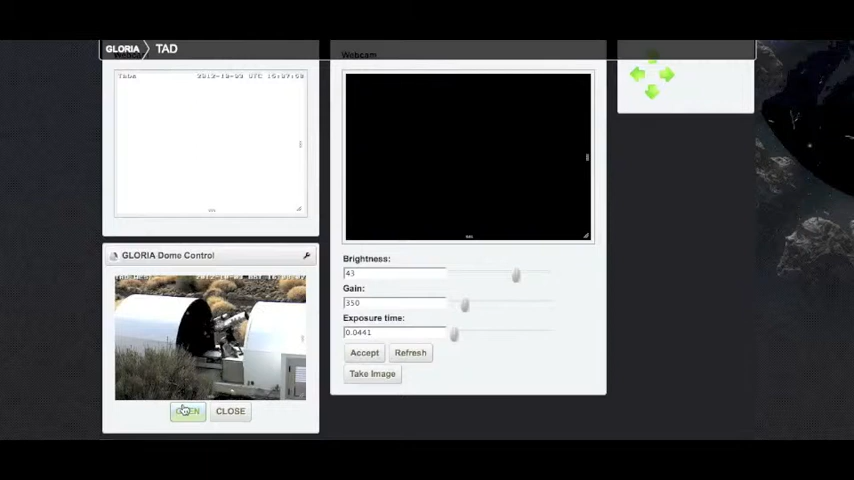 GLORIA
TAD
Webcam
GLORIA Dome Control
OPEN
CLOSE
Brightness:
43
Gain:
350
Exposure time:
0.0441
Accept
Refresh
Take Image